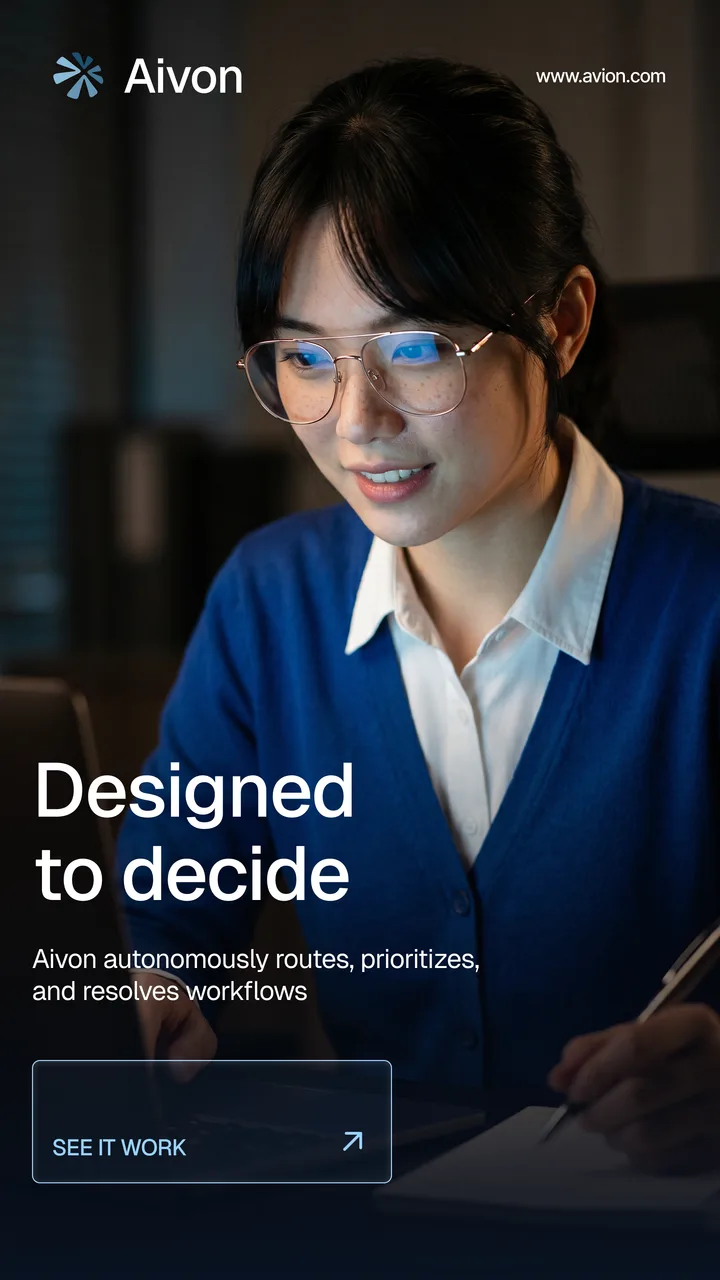 Aivon
www.avion.com
Designed
to decide
Aivon autonomously routes, prioritizes,
and resolves workflows
SEE IT WORK